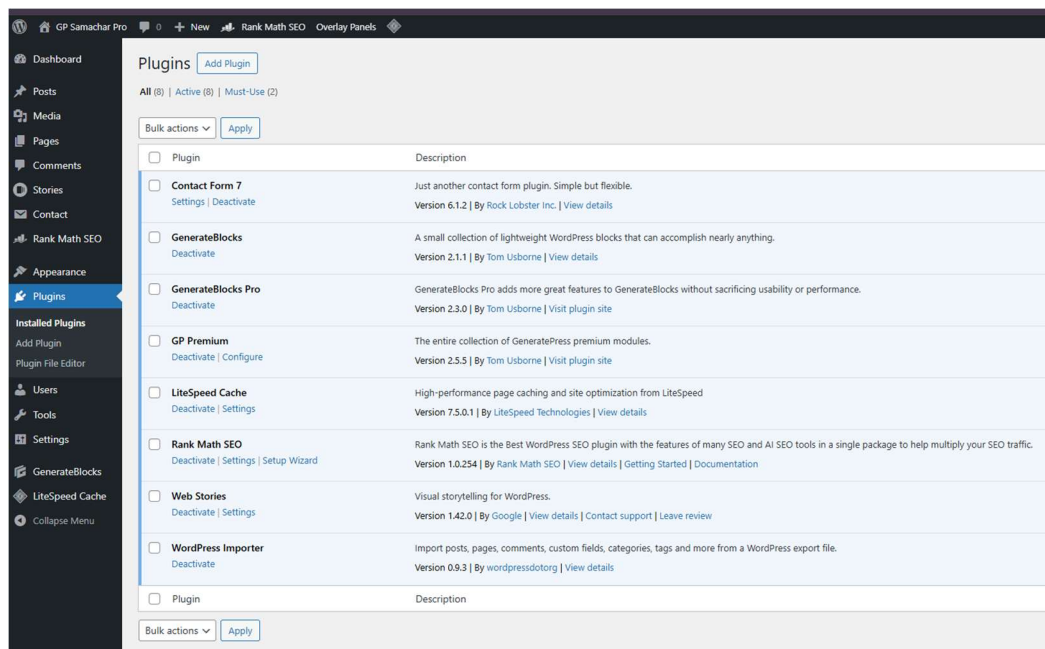 GP Samachar Pro 0 New Rank Math SEO Overlay Panels
Dashboard
Posts
Media
Pages
Comments
Stories
Contact
Rank Math SEO
Appearance
Plugins
Installed Plugins
Add Plugin
Plugin File Editor
Users
Tools
Settings
GenerateBlocks
LiteSpeed Cache
Collapse Menu
Plugins Add Plugin
All (8) | Active (8) | Must-Use (2)
Bulk actions Apply
Plugin Description
Contact Form 7 Just another contact form plugin. Simple but flexible.
Settings | Deactivate Version 6.1.2 | By Rock Lobster Inc. | View details
GenerateBlocks A small collection of lightweight WordPress blocks that can accomplish nearly anything.
Deactivate Version 2.1.1 | By Tom Usborne | View details
GenerateBlocks Pro GenerateBlocks Pro adds more great features to GenerateBlocks without sacrificing usability or performance.
Deactivate Version 2.3.0 | By Tom Usborne | Visit plugin site
GP Premium The entire collection of GeneratePress premium modules.
Deactivate | Configure Version 2.5.5 | By Tom Usborne | Visit plugin site
LiteSpeed Cache High-performance page caching and site optimization from LiteSpeed
Deactivate | Settings Version 7.5.0.1 | By LiteSpeed Technologies | View details
Rank Math SEO Rank Math SEO is the Best WordPress SEO plugin with the features of many SEO and AI SEO tools in a single package to help multiply your SEO traffic.
Deactivate | Settings | Setup Wizard Version 1.0.254 | By Rank Math SEO | View details | Getting Started | Documentation
Web Stories Visual storytelling for WordPress.
Deactivate | Settings Version 1.42.0 | By Google | View details | Contact support | Leave review
WordPress Importer Import posts, pages, comments, custom fields, categories, tags and more from a WordPress export file.
Deactivate Version 0.9.3 | By wordpressdotorg | View details
Plugin Description
Bulk actions Apply